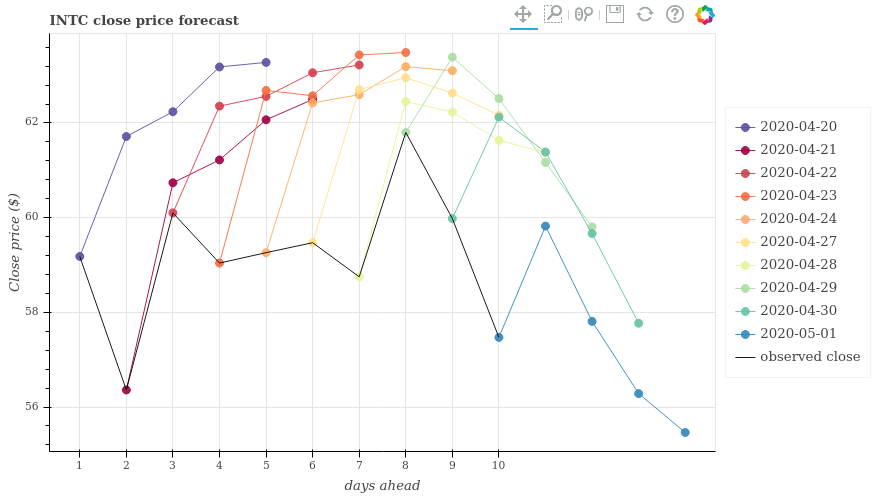 INTC close price forecast
Close price ($)
62
60
58
56
1 2 3 4 5 6 7 8 9 10
days ahead
2020-04-20
2020-04-21
2020-04-22
2020-04-23
2020-04-24
2020-04-27
2020-04-28
2020-04-29
2020-04-30
2020-05-01
observed close